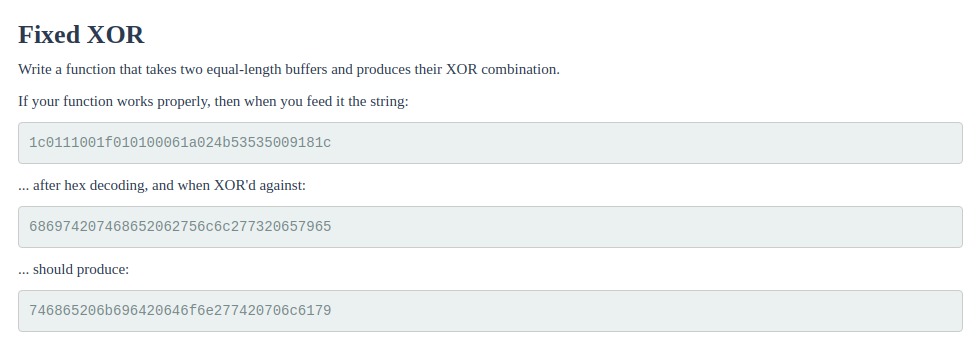 Fixed XOR
Write a function that takes two equal-length buffers and produces their XOR combination.
If your function works properly, then when you feed it the string:
1c0111001f010100061a024b53535009181c
... after hex decoding, and when XOR'd against:
686974207468652062756c6c277320657965
... should produce:
746865206b696420646f6e277420706c6179